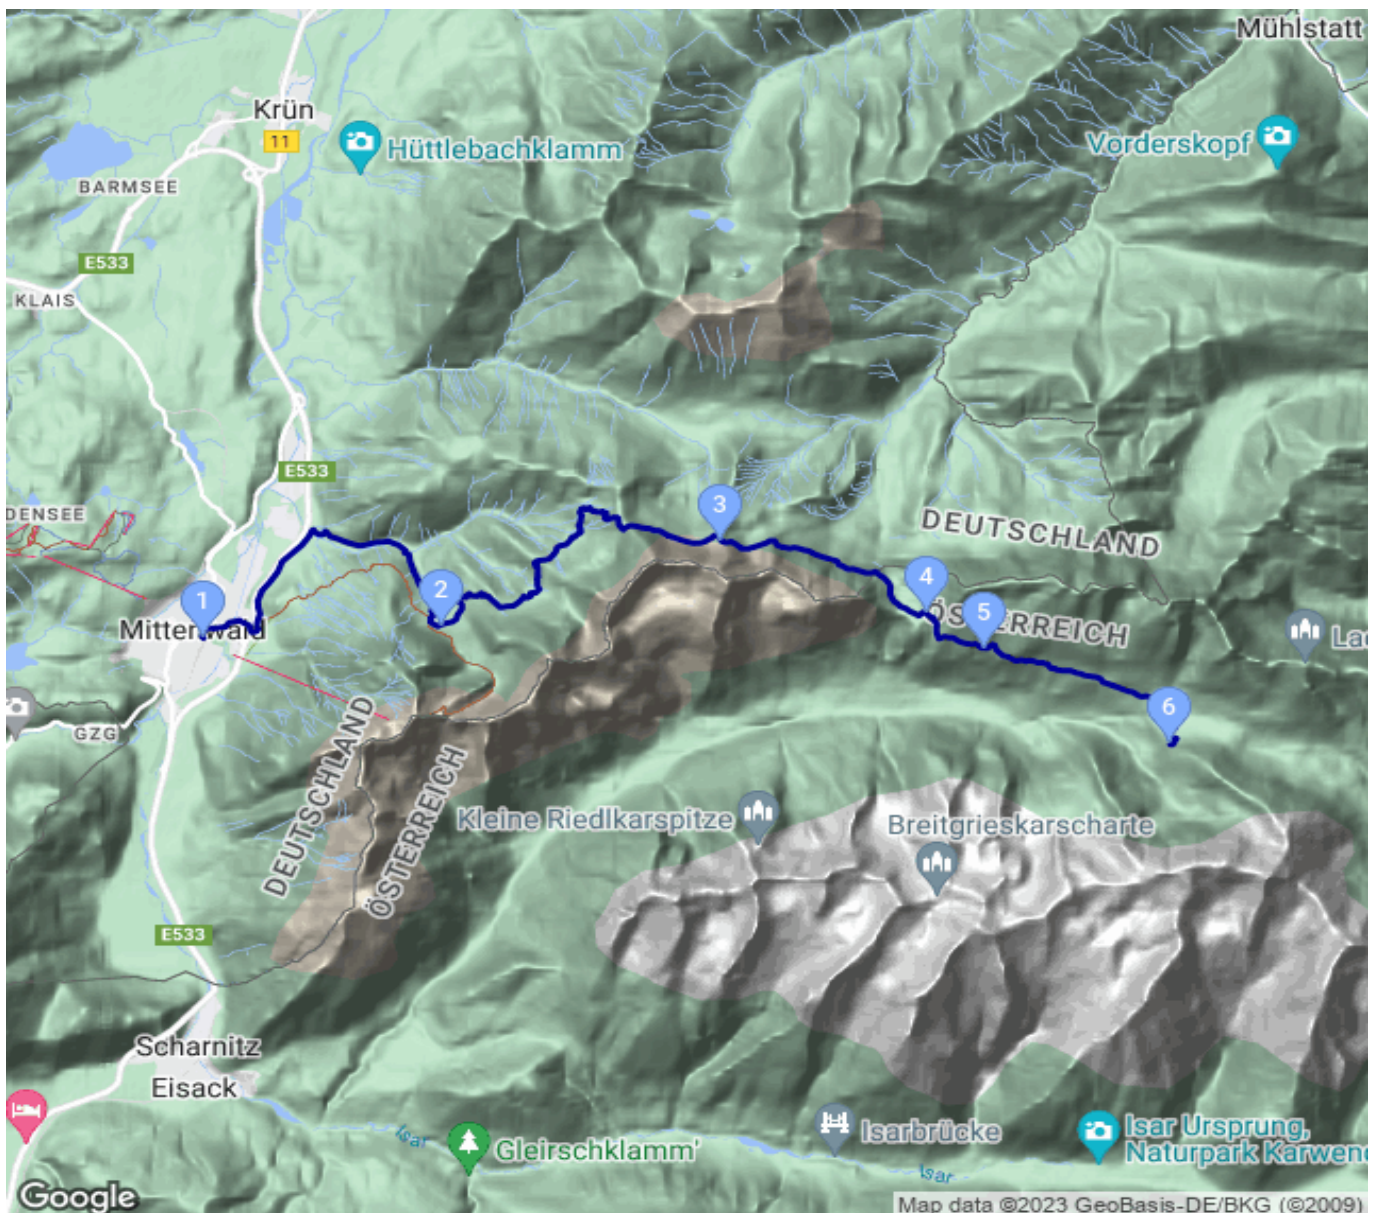 Mühlstatt
Krün
11
Hüttlebachklamm
Vorderskopf
BARMSEE
E533
KLAIS
E533
DENSEE
3
DEUTSCHLAND
4
2
1
5
ÖSTERREICH
Mittenwald
Lad
6
GZG
DEUTSCHLAND
ÖSTERREICH
Kleine Riedlkarspitze
Breitgrieskarscharte
E533
Scharnitz
Eisack
Isar
Gleirschklamm'
Isarbrücke
Isar Ursprung,
Naturpark Karwend
Isar
Google
Map data ©2023 GeoBasis-DE/BKG (©2009)